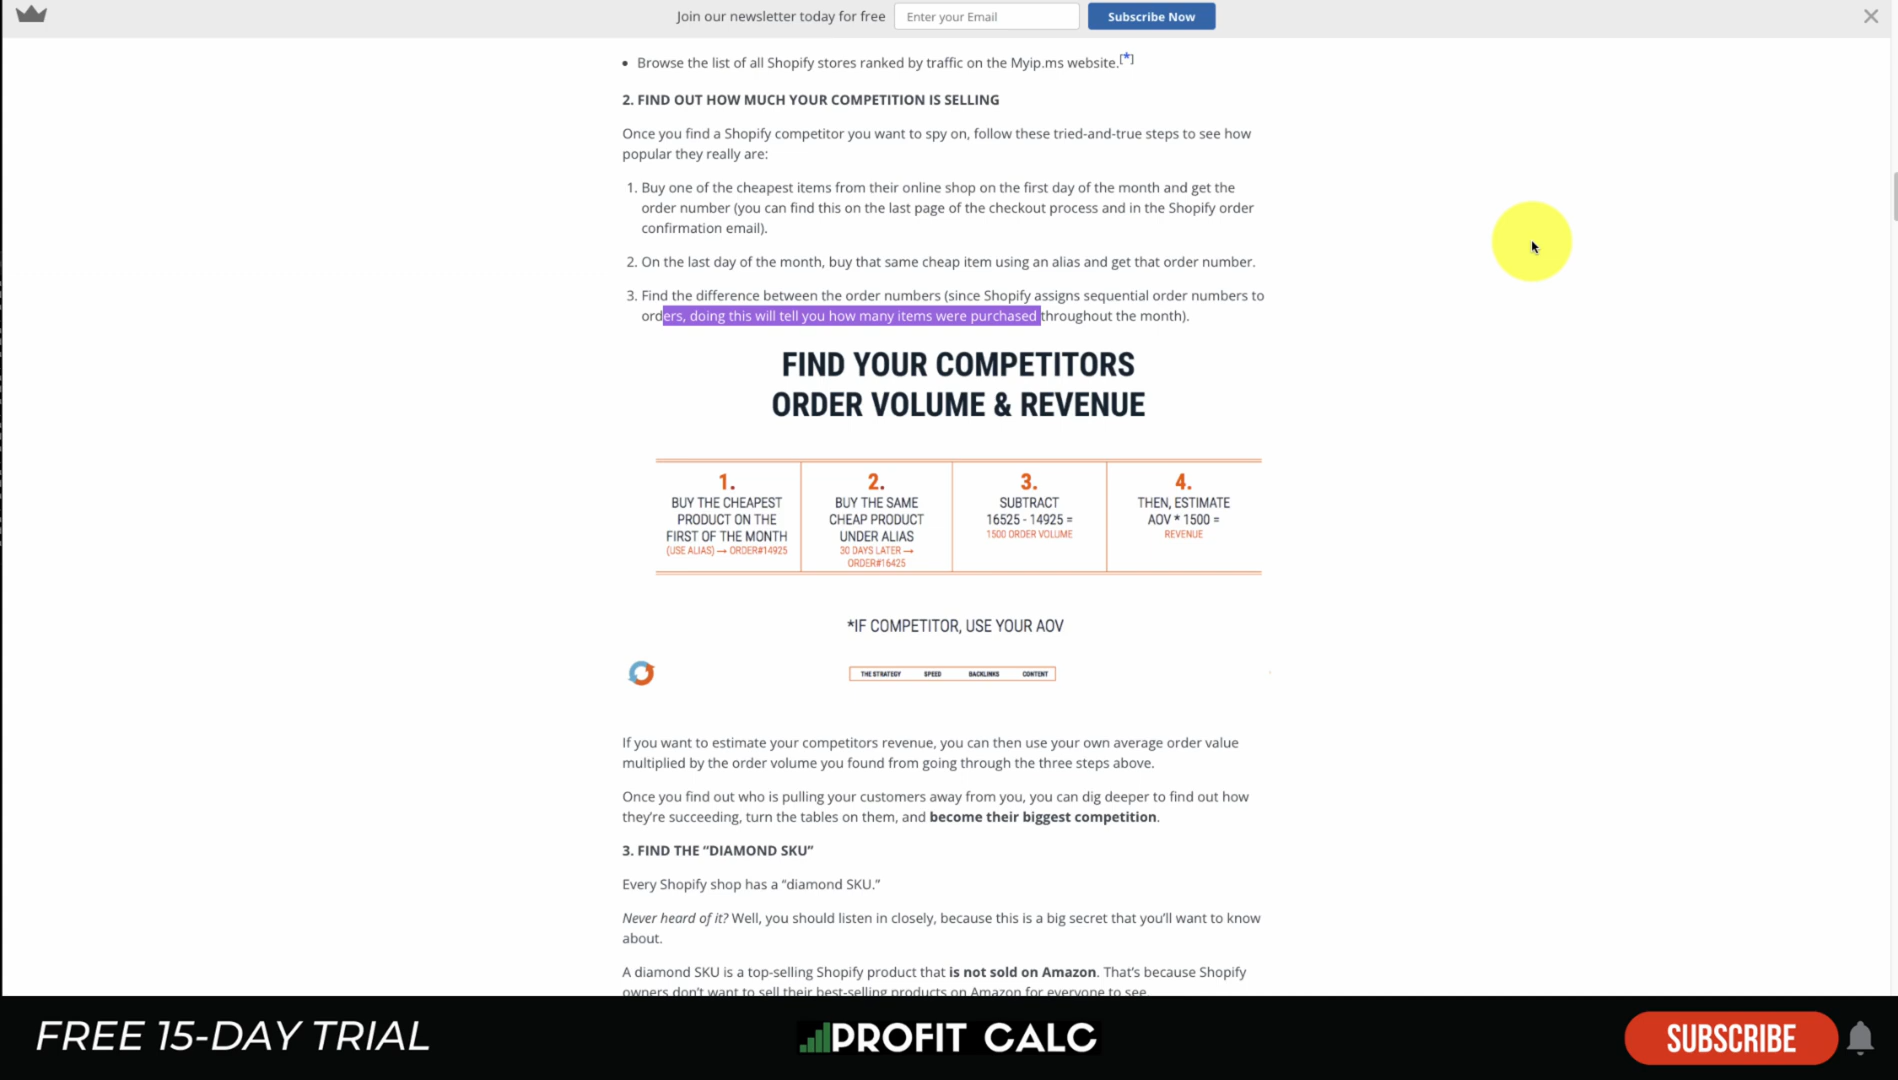 Join our newsletter today for free
Enter your Email
Subscribe Now
• Browse the list of all Shopify stores ranked by traffic on the Myip.ms website.[*]
2. FIND OUT HOW MUCH YOUR COMPETITION IS SELLING
Once you find a Shopify competitor you want to spy on, follow these tried-and-true steps to see how
popular they really are:
1. Buy one of the cheapest items from their online shop on the first day of the month and get the
order number (you can find this on the last page of the checkout process and in the Shopify order
confirmation email).
2. On the last day of the month, buy that same cheap item using an alias and get that order number.
3. Find the difference between the order numbers (since Shopify assigns sequential order numbers to
orders, doing this will tell you how many items were purchased throughout the month).
FIND YOUR COMPETITORS
ORDER VOLUME & REVENUE
1.
BUY THE CHEAPEST
PRODUCT ON THE
FIRST OF THE MONTH
(USE ALIAS) → ORDER#14925
2.
BUY THE SAME
CHEAP PRODUCT
UNDER ALIAS
30 DAYS LATER →
ORDER#16425
3.
SUBTRACT
16525 - 14925 =
1500 ORDER VOLUME
4.
THEN, ESTIMATE
AOV * 1500 =
REVENUE
*IF COMPETITOR, USE YOUR AOV
THE STRATEGY SPEED BACKLINKS CONTENT
If you want to estimate your competitors revenue, you can then use your own average order value
multiplied by the order volume you found from going through the three steps above.
Once you find out who is pulling your customers away from you, you can dig deeper to find out how
they're succeeding, turn the tables on them, and become their biggest competition.
3. FIND THE “DIAMOND SKU”
Every Shopify shop has a “diamond SKU.”
Never heard of it? Well, you should listen in closely, because this is a big secret that you'll want to know
about.
A diamond SKU is a top-selling Shopify product that is not sold on Amazon. That's because Shopify
owners don't want to sell their best-selling products on Amazon for everyone to see.
FREE 15-DAY TRIAL
PROFIT CALC
SUBSCRIBE